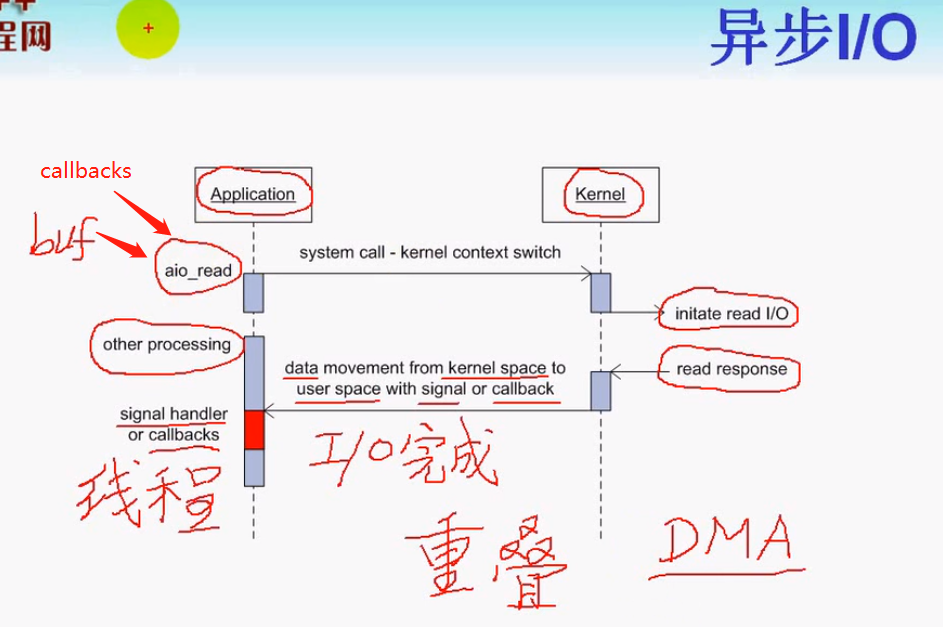 程网
异步I/O
callbacks
buf
Application
Kernel
system call - kernel context switch
aio_read
initate read I/O
other processing
data movement from kernel space to
user space with signal or callback
read response
signal handler
or callbacks
I/O完成
线程
重叠
DMA